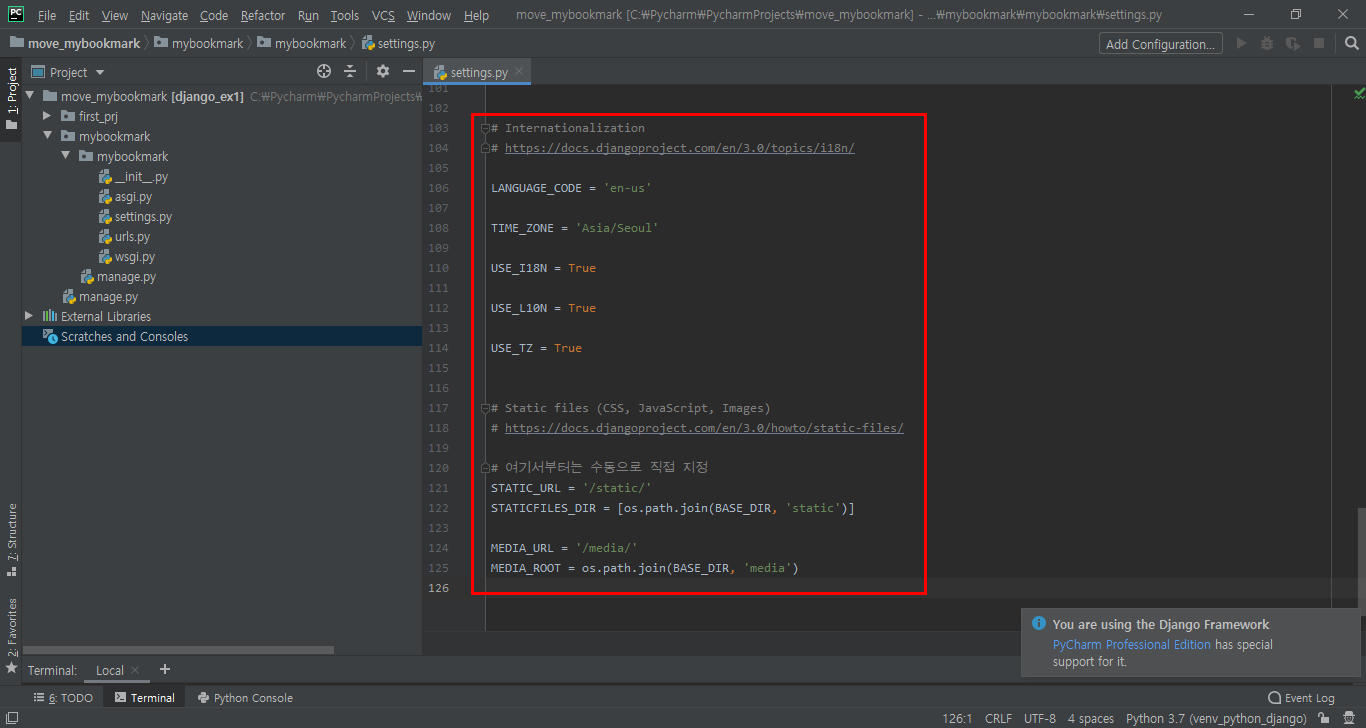 PC File Edit View Navigate Code Refactor Run Tools VCS Window Help move_mybookmark [C:₩Pycharm₩PycharmProjects₩move_mybookmark] - ...₩mybookmark₩mybookmark₩settings.py
move_mybookmark mybookmark mybookmark settings.py Add Configuration...
1: Project
Project
settings.py
move_mybookmark [django_ex1] C:₩Pycharm₩PycharmProjects₩
first_prj
mybookmark
mybookmark
__init__.py
asgi.py
settings.py
urls.py
wsgi.py
manage.py
manage.py
External Libraries
Scratches and Consoles
101
102
103 # Internationalization
104 # https://docs.djangoproject.com/en/3.0/topics/i18n/
105
106 LANGUAGE_CODE = 'en-us'
107
108 TIME_ZONE = 'Asia/Seoul'
109
110 USE_I18N = True
111
112 USE_L10N = True
113
114 USE_TZ = True
115
116
117 # Static files (CSS, JavaScript, Images)
118 # https://docs.djangoproject.com/en/3.0/howto/static-files/
119
120 # 여기서부터는 수동으로 직접 지정
121 STATIC_URL = '/static/'
122 STATICFILES_DIR = [os.path.join(BASE_DIR, 'static')]
123
124 MEDIA_URL = '/media/'
125 MEDIA_ROOT = os.path.join(BASE_DIR, 'media')
126
7: Structure
2: Favorites
You are using the Django Framework
PyCharm Professional Edition has special
support for it.
Terminal: Local
6: TODO Terminal Python Console Event Log
126:1 CRLF UTF-8 4 spaces Python 3.7 (venv_python_django)